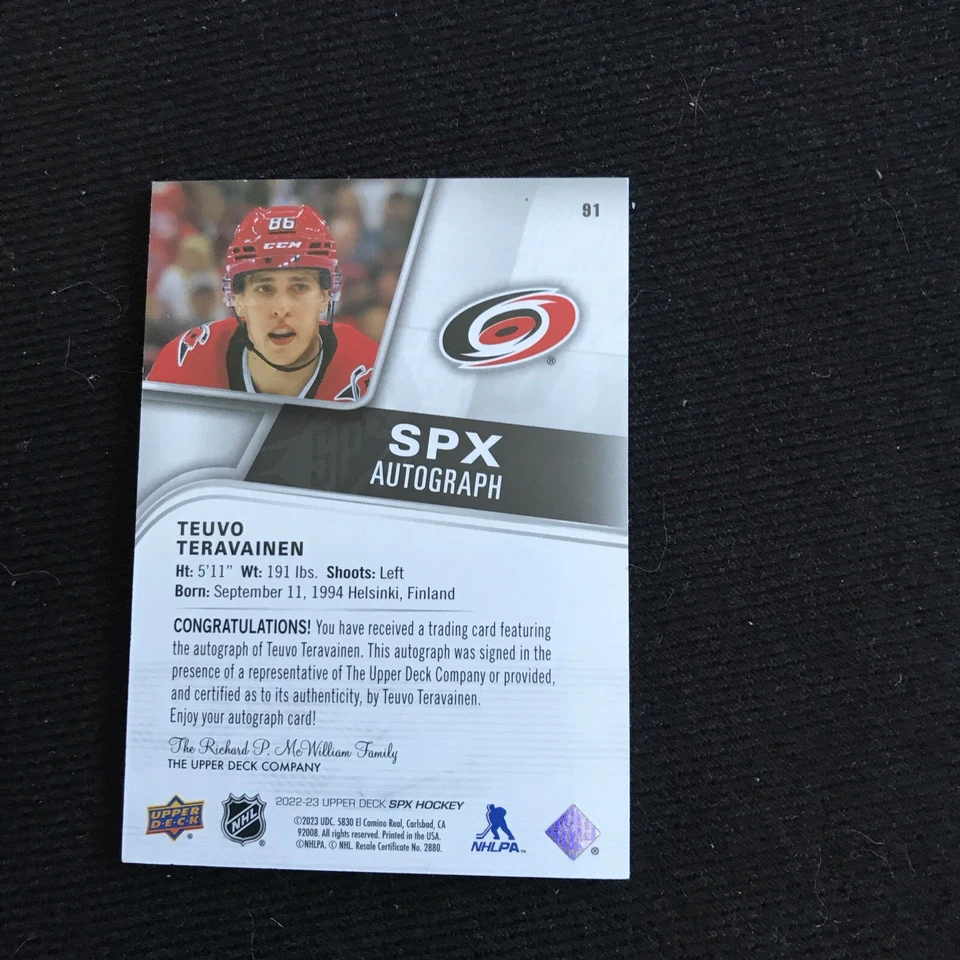 91
86
CCM
®
SPX
AUTOGRAPH
TEUVO
TERAVAINEN
Ht: 5'11" Wt: 191 lbs. Shoots: Left
Born: September 11, 1994 Helsinki, Finland
CONGRATULATIONS! You have received a trading card featuring
the autograph of Teuvo Teravainen. This autograph was signed in the
presence of a representative of The Upper Deck Company or provided,
and certified as to its authenticity, by Teuvo Teravainen.
Enjoy your autograph card!
The Richard P. McWilliam Family
THE UPPER DECK COMPANY
2022-23 UPPER DECK SPX HOCKEY
©2023 UDC. 5830 El Camino Real, Carlsbad, CA
92008. All rights reserved. Printed in the USA.
©NHLPA. © NHL. Resale Certificate No. 2880.
UPPER
DECK
®
NHL
®
NHLPA™
®